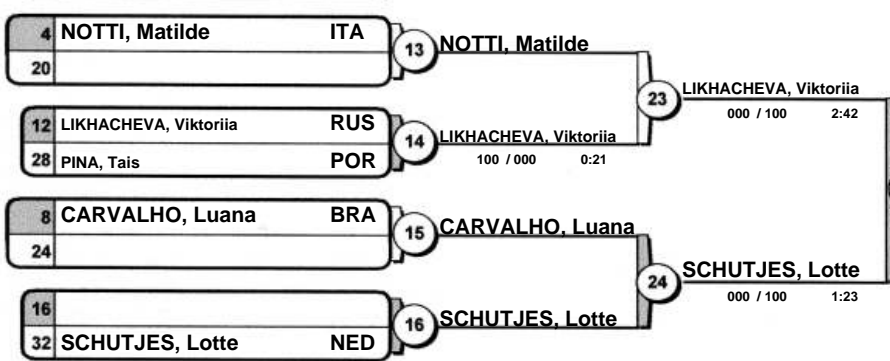 4 NOTTI, Matilde ITA
20
13 NOTTI, Matilde
12 LIKHACHEVA, Viktoriia RUS
28 PINA, Tais POR
14 LIKHACHEVA, Viktoriia
100 / 000 0:21
23 LIKHACHEVA, Viktoriia
000 / 100 2:42
8 CARVALHO, Luana BRA
24
15 CARVALHO, Luana
16
32 SCHUTJES, Lotte NED
16 SCHUTJES, Lotte
24 SCHUTJES, Lotte
000 / 100 1:23